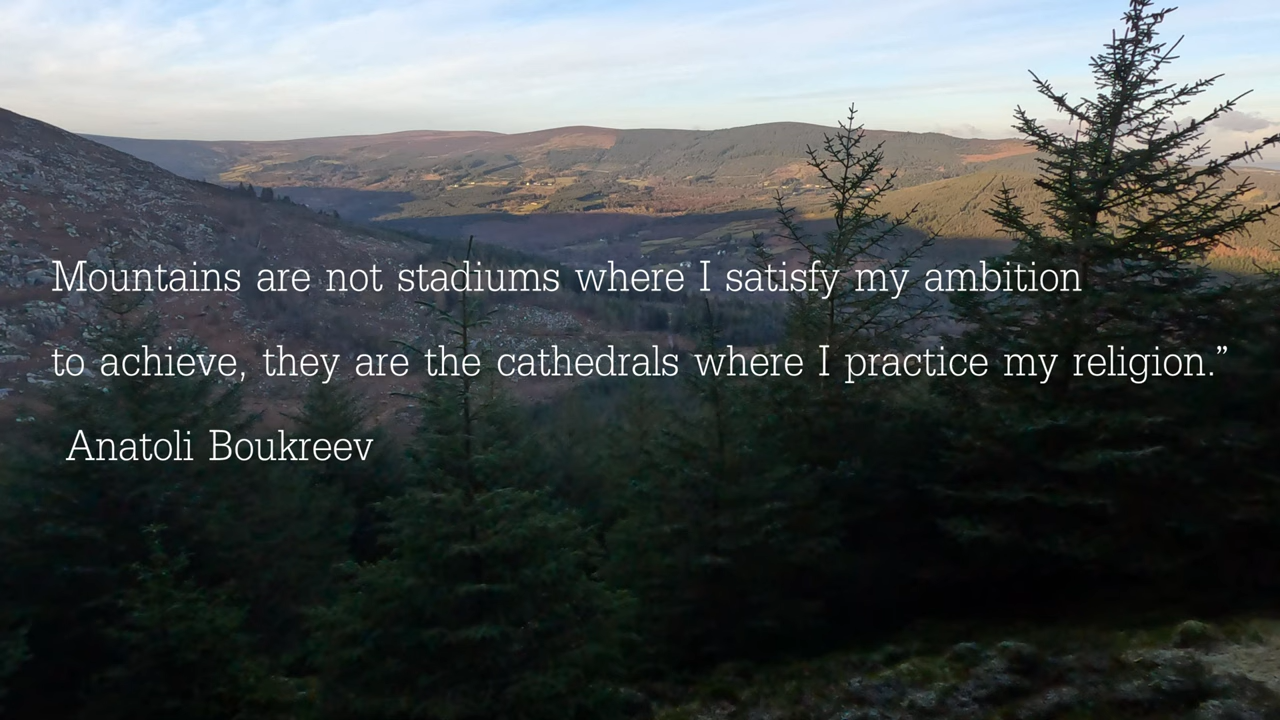 Mountains are not stadiums where I satisfy my ambition
to achieve, they are the cathedrals where I practice my religion.”
Anatoli Boukreev